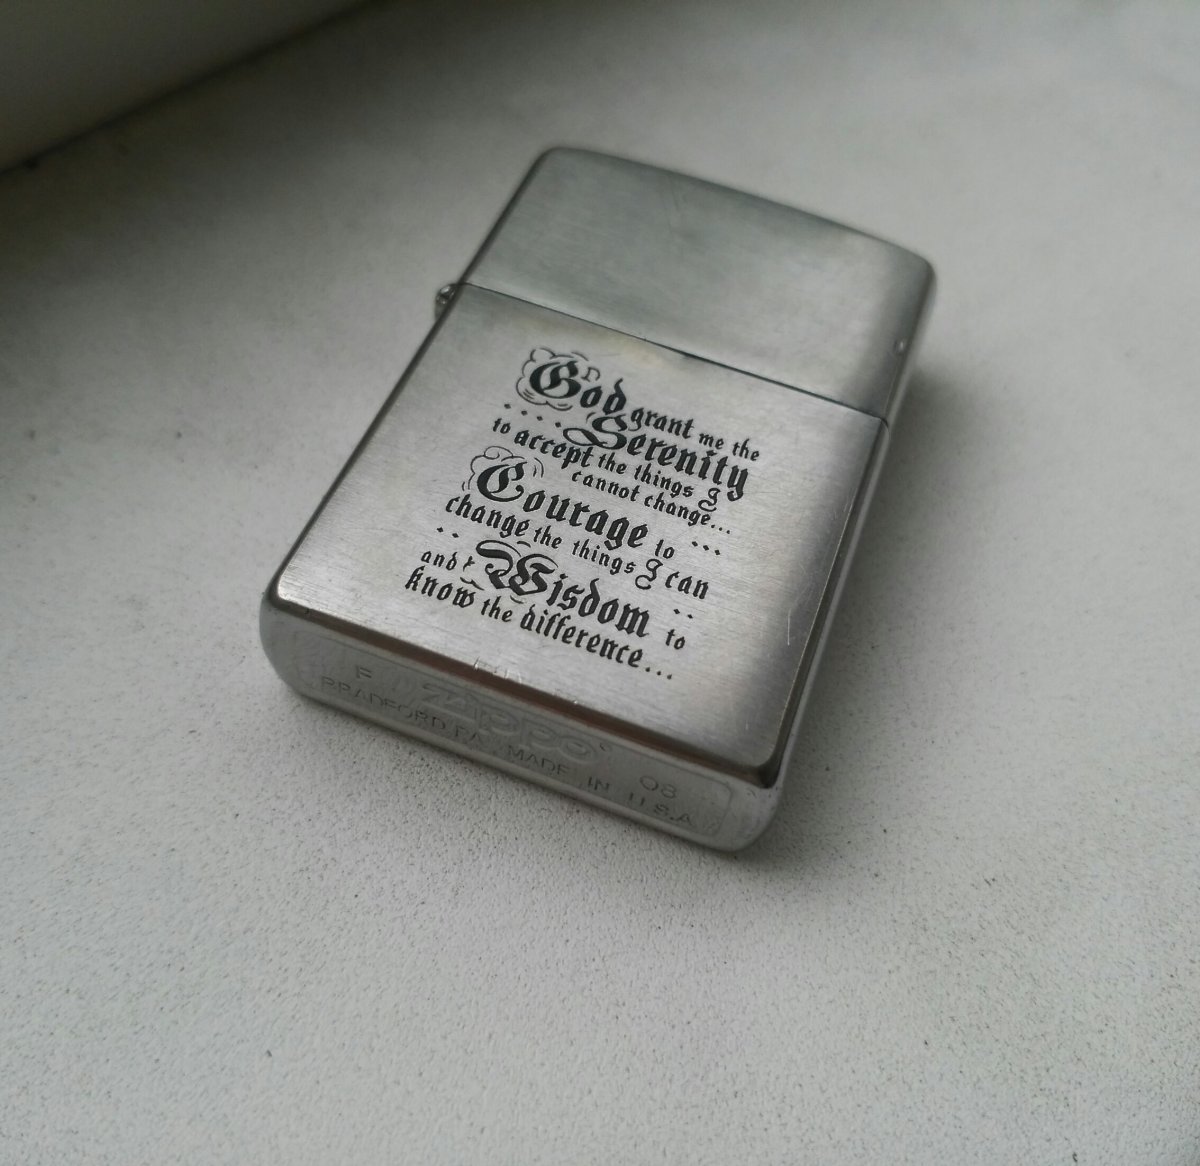 God grant me the
Serenity
to accept the things I
cannot change...
Courage to
change the things I can
and Wisdom to
know the difference...
F Zippo 08
BRADFORD PA. MADE IN U.S.A